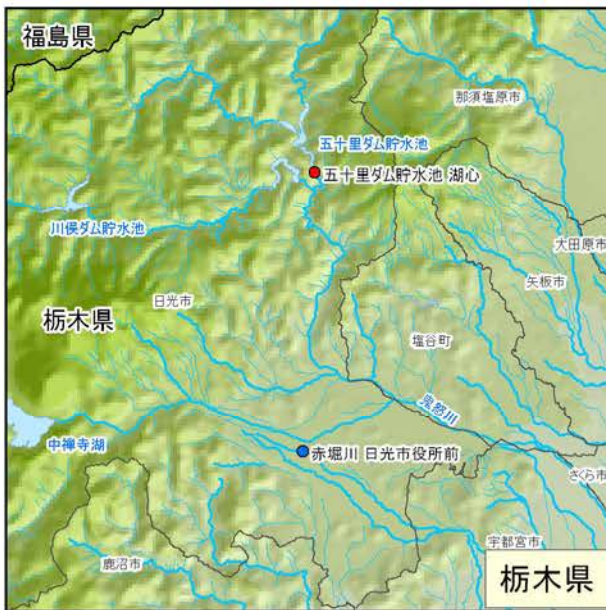 福島県
那須塩原市
五十里ダム貯水池
五十里ダム貯水池 湖心
川俣ダム貯水池
大田原市
矢板市
日光市
栃木県
塩谷町
鬼怒川
中禅寺湖
赤堀川 日光市役所前
さくら市
宇都宮市
鹿沼市
栃木県